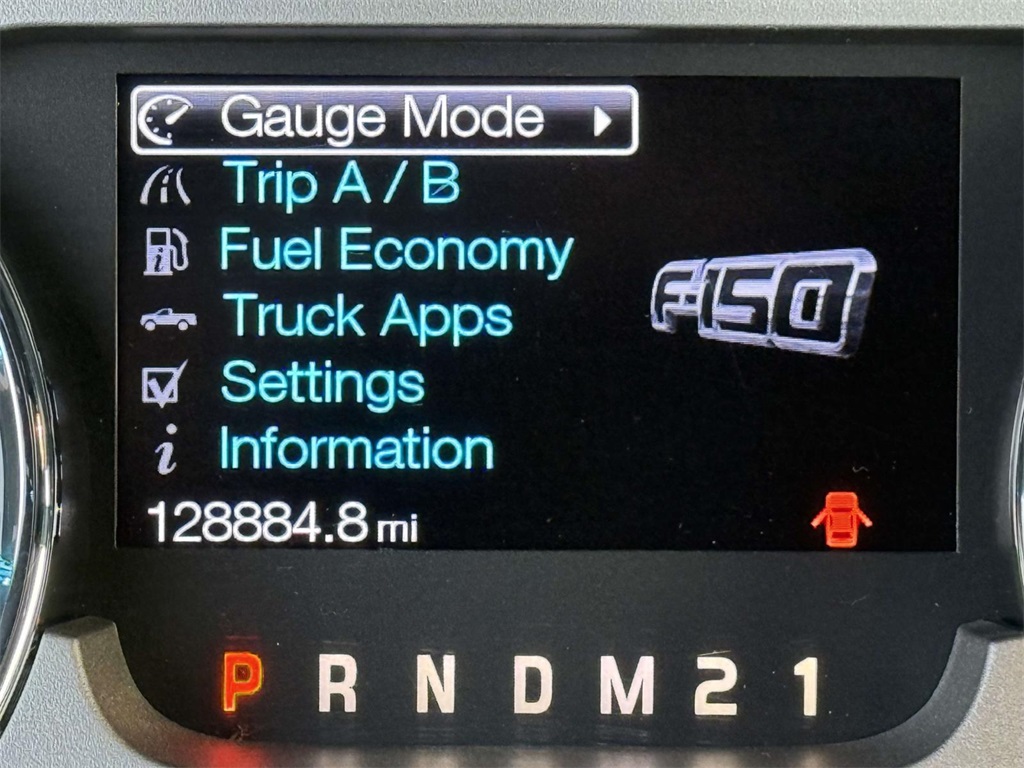 Gauge Mode
Trip A / B
Fuel Economy
Truck Apps
Settings
Information
F-150
128884.8 mi
P R N D M 2 1